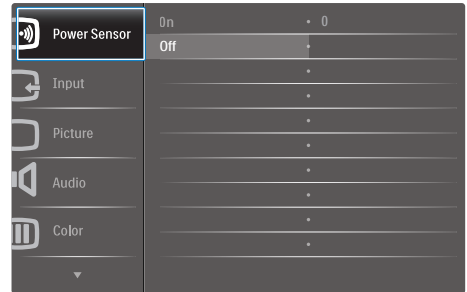 Power Sensor
On • 0
Off •
Input
Picture
Audio
Color